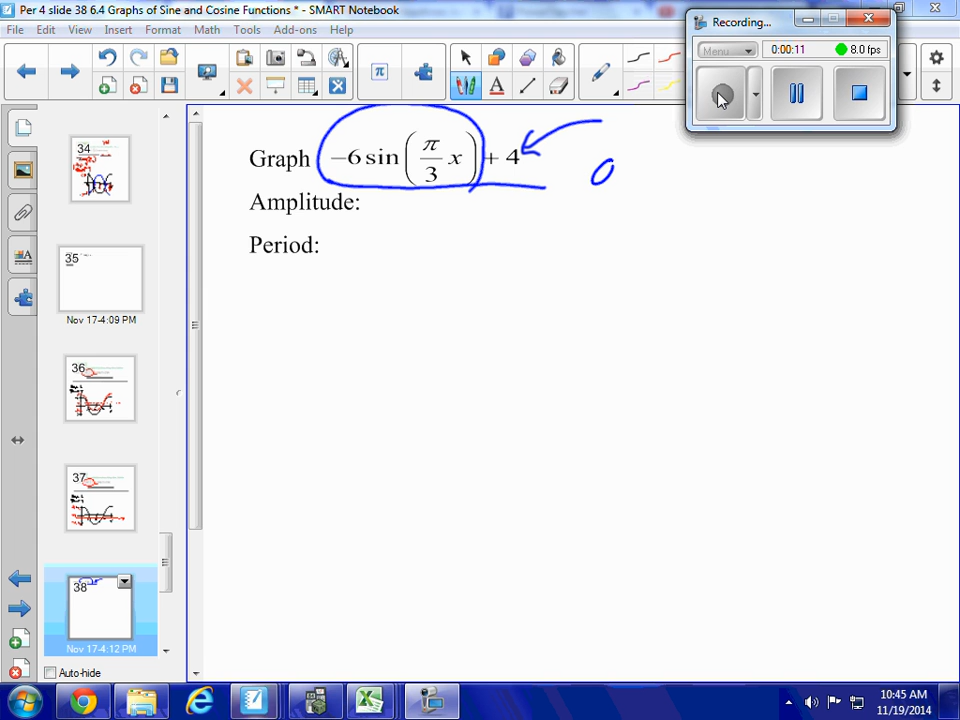 Per 4 slide 38 6.4 Graphs of Sine and Cosine Functions * - SMART Notebook
File Edit View Insert Format Math Tools Add-ons Help
Recording...
Menu 0:00:11 8.0 fps
Graph −6 sin (π/3 x) + 4
Amplitude:
Period:
34
35
Nov 17-4:09 PM
36
37
38
Nov 17-4:12 PM
Auto-hide
10:45 AM
11/19/2014